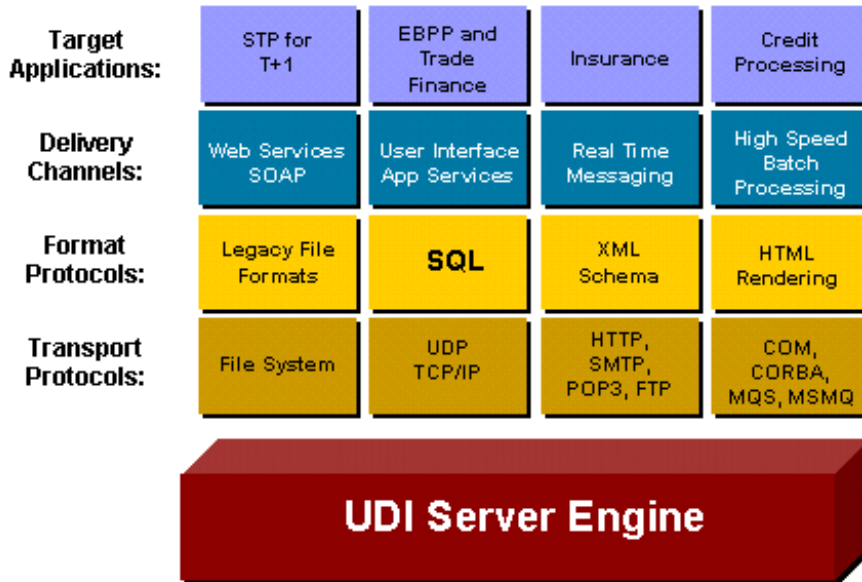 Target
Applications:
STP for
T+1
EBPP and
Trade
Finance
Insurance
Credit
Processing
Delivery
Channels:
Web Services
SOAP
User Interface
App Services
Real Time
Messaging
High Speed
Batch
Processing
Format
Protocols:
Legacy File
Formats
SQL
XML
Schema
HTML
Rendering
Transport
Protocols:
File System
UDP
TCP/IP
HTTP,
SMTP,
POP3, FTP
COM,
CORBA,
MQS, MSMQ
UDI Server Engine